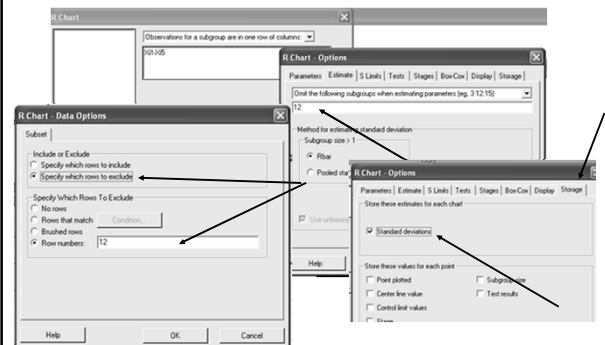 R Chart
Observations for a subgroup are in one row of columns:
R Chart - Options
Parameters Estimate S Limits Tests Stages Box-Cox Display Storage
Omit the following subgroups when estimating parameters (eg, 3 12:15)
12
Method for estimating standard deviation
Subgroup size > 1
Rbar
Pooled
Help
R Chart - Data Options
Subset
Include or Exclude
Specify which rows to include
Specify which rows to exclude
Specify Which Rows To Exclude
No rows
Rows that match Condition...
Brushed rows
Row numbers: 12
Help OK Cancel
R Chart - Options
Parameters Estimate S Limits Tests Stages Box-Cox Display Storage
Store these estimates for each chart
Standard deviations
Store these values for each point
Point plotted Subgroup size
Center line value Test results
Control limit values
Stage